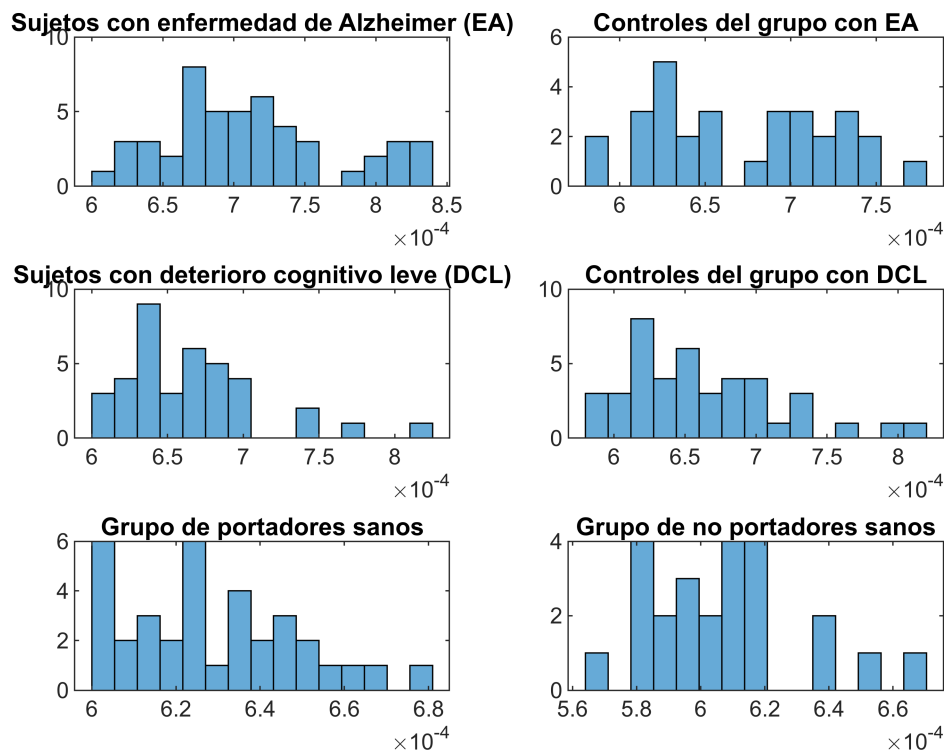 Sujetos con enfermedad de Alzheimer (EA)
10
5
0
6 6.5 7 7.5 8 8.5
×10-4
Controles del grupo con EA
6
4
2
0
6 6.5 7 7.5
×10-4
Sujetos con deterioro cognitivo leve (DCL)
10
5
0
6 6.5 7 7.5 8
×10-4
Controles del grupo con DCL
10
5
0
6 6.5 7 7.5 8
×10-4
Grupo de portadores sanos
6
4
2
0
6 6.2 6.4 6.6 6.8
×10-4
Grupo de no portadores sanos
4
2
0
5.6 5.8 6 6.2 6.4 6.6
×10-4